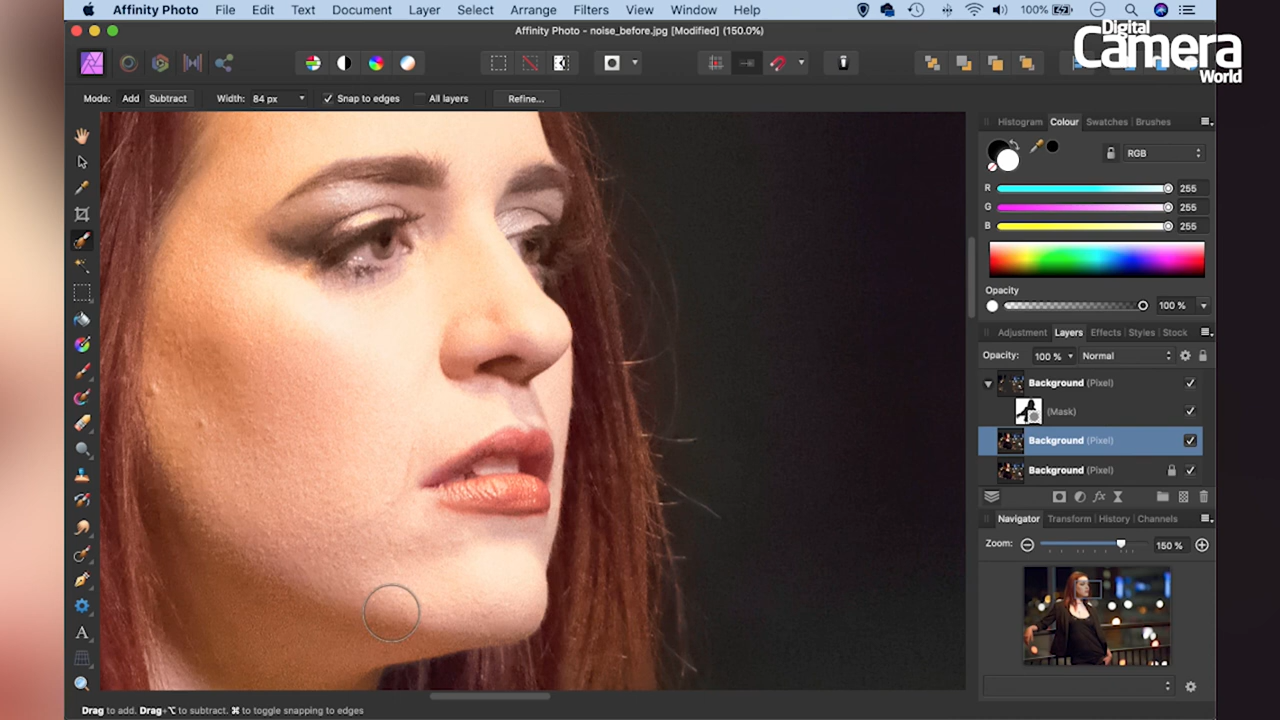 Affinity Photo File Edit Text Document Layer Select Arrange Filters View Window Help 100%
Affinity Photo - noise_before.jpg [Modified] (150.0%)
Digital
Camera
World
Mode: Add Subtract Width: 84 px Snap to edges All layers Refine...
Histogram Colour Swatches Brushes
RGB
R 255
G 255
B 255
Opacity
100 %
Adjustment Layers Effects Styles Stock
Opacity: 100 % Normal
Background (Pixel)
(Mask)
Background (Pixel)
Background (Pixel)
fx
Navigator Transform History Channels
Zoom: 150 %
A
Drag to add. Drag+⌥ to subtract. ⌘ to toggle snapping to edges